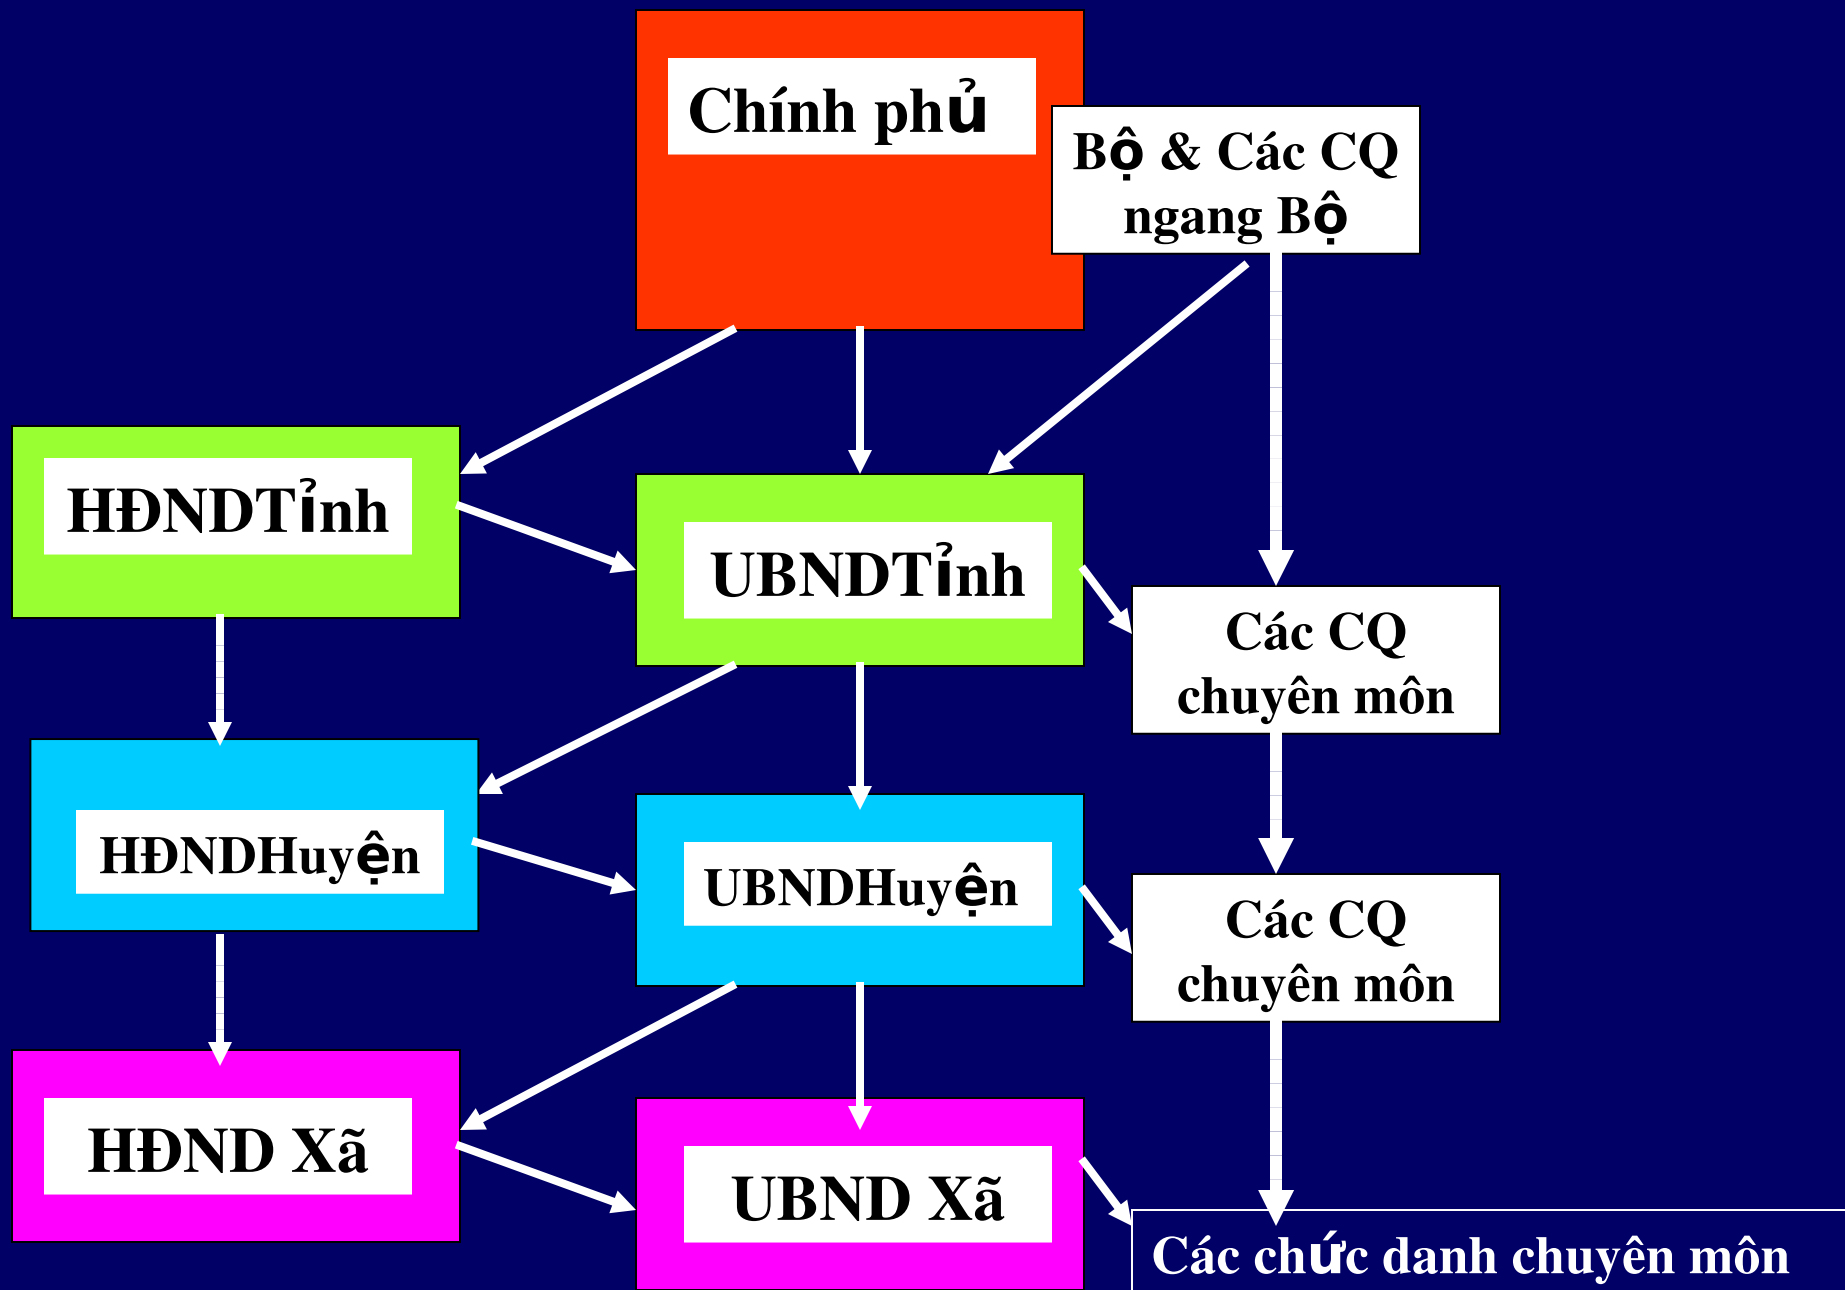 Chính phủ
Bộ & Các CQ
ngang Bộ
HĐNDTỉnh
UBNDTỉnh
Các CQ
chuyên môn
HĐNDHuyện
UBNDHuyện
Các CQ
chuyên môn
HĐND Xã
UBND Xã
Các chức danh chuyên môn